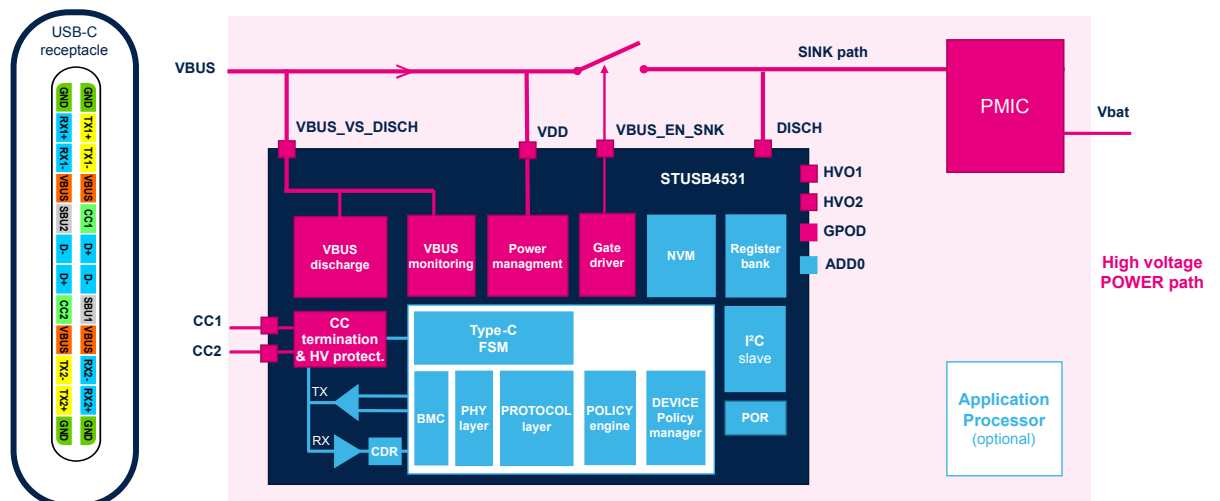 USB-C
receptacle
GND
GND
RX1+
TX1+
RX1-
TX1-
VBUS
VBUS
SBU2
CC1
D-
D+
D+
D-
CC2
SBU1
VBUS
VBUS
TX2-
RX2-
TX2+
RX2+
GND
GND
VBUS
SINK path
PMIC
Vbat
VBUS_VS_DISCH
VDD
VBUS_EN_SNK
DISCH
STUSB4531
HVO1
HVO2
GPOD
ADD0
VBUS
discharge
VBUS
monitoring
Power
managment
Gate
driver
NVM
Register
bank
High voltage
POWER path
CC1
CC2
CC
termination
& HV protect.
Type-C
FSM
I²C
slave
TX
RX
CDR
BMC
PHY
layer
PROTOCOL
layer
POLICY
engine
DEVICE
Policy
manager
POR
Application
Processor
(optional)